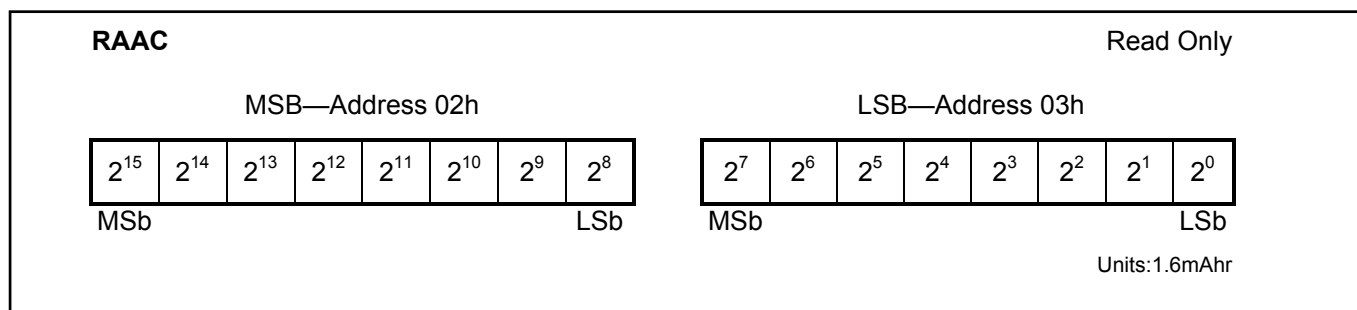 RAAC Read Only
MSB—Address 02h LSB—Address 03h
2¹⁵ 2¹⁴ 2¹³ 2¹² 2¹¹ 2¹⁰ 2⁹ 2⁸ 2⁷ 2⁶ 2⁵ 2⁴ 2³ 2² 2¹ 2⁰
MSb LSb MSb LSb
Units:1.6mAhr